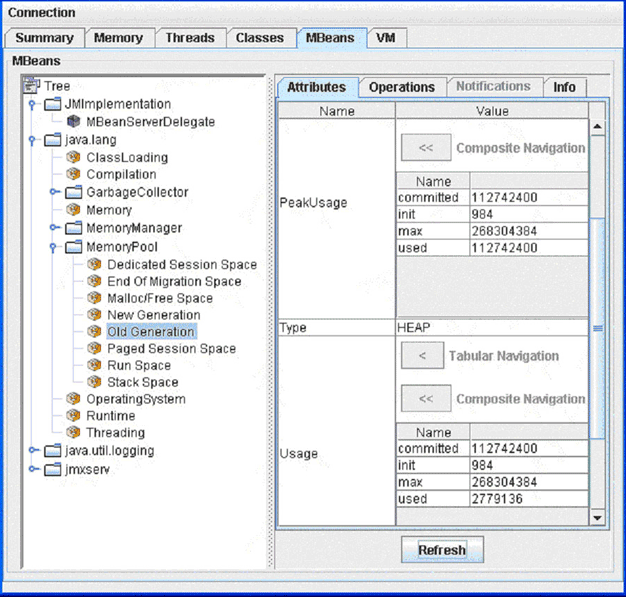 Connection
Summary Memory Threads Classes MBeans VM
MBeans
Tree
JMImplementation
MBeanServerDelegate
java.lang
ClassLoading
Compilation
GarbageCollector
Memory
MemoryManager
MemoryPool
Dedicated Session Space
End Of Migration Space
Malloc/Free Space
New Generation
Old Generation
Paged Session Space
Run Space
Stack Space
OperatingSystem
Runtime
Threading
java.util.logging
jmxserv
Attributes Operations Notifications Info
Name Value
PeakUsage
<< Composite Navigation
Name
committed 112742400
init 984
max 268304384
used 112742400
Type HEAP
Usage
< Tabular Navigation
<< Composite Navigation
Name
committed 112742400
init 984
max 268304384
used 2779136
Refresh